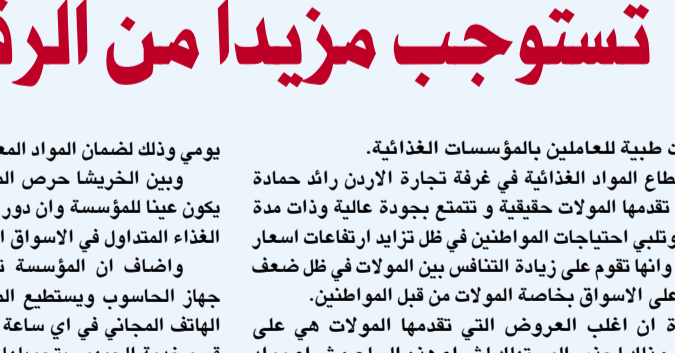 تستوجب مزيدا من
طبية للعاملين بالمؤسسات الغذائية.
المواد الغذائية في غرفة تجارة الاردن رائد حمادة
تقدمها المولات حقيقية و تتمتع بجودة عالية وذات مدة
وتلبي احتياجات المواطنين في ظل تزايد ارتفاعات اسعار
وانها تقوم على زيادة التنافس بين المولات في ظل ضعف
على الاسواق بخاصة المولات من قبل المواطنين.
ان اغلب العروض التي تقدمها المولات هي على
يومي وذلك لضمان المواد
وبين الخريشا حرص
يكون عينا للمؤسسة وان دور
الغذاء المتداول في الاسواق
واضاف ان المؤسسة
جهاز الحاسوب ويستطيع
الهاتف المجاني في اي ساعة